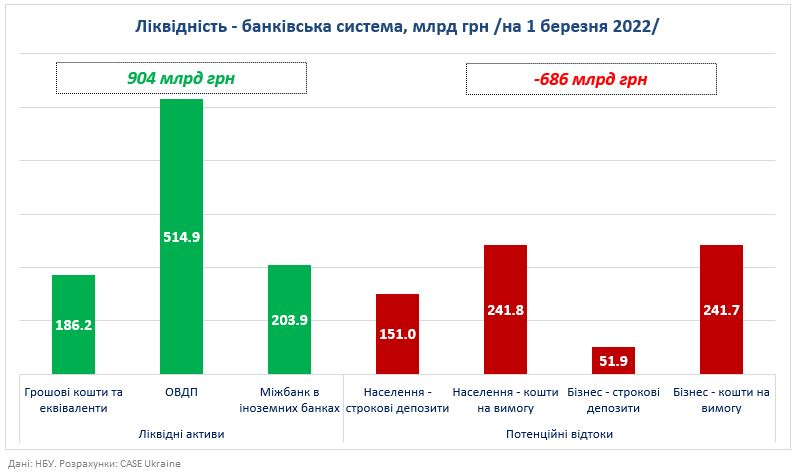 Ліквідність - банківська система, млрд грн /на 1 березня 2022/
904 млрд грн
-686 млрд грн
186.2
514.9
203.9
151.0
241.8
51.9
241.7
Грошові кошти та
еквіваленти
ОВДП
Міжбанк в
іноземних банках
Населення -
строкові депозити
Населення - кошти
на вимогу
Бізнес - строкові
депозити
Бізнес - кошти на
вимогу
Ліквідні активи
Потенційні відтоки
Дані: НБУ. Розрахунки: CASE Ukraine